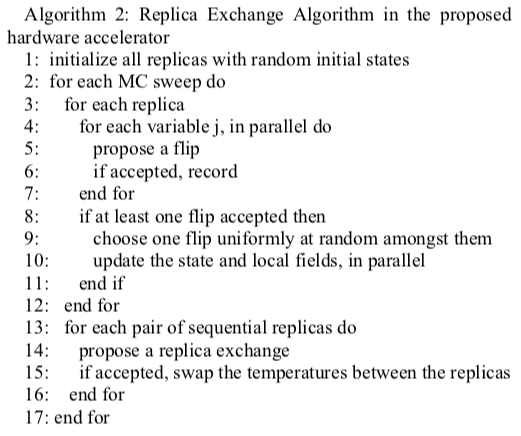 Algorithm 2: Replica Exchange Algorithm in the proposed
hardware accelerator
1: initialize all replicas with random initial states
2: for each MC sweep do
3: for each replica
4: for each variable j, in parallel do
5: propose a flip
6: if accepted, record
7: end for
8: if at least one flip accepted then
9: choose one flip uniformly at random amongst them
10: update the state and local fields, in parallel
11: end if
12: end for
13: for each pair of sequential replicas do
14: propose a replica exchange
15: if accepted, swap the temperatures between the replicas
16: end for
17: end for